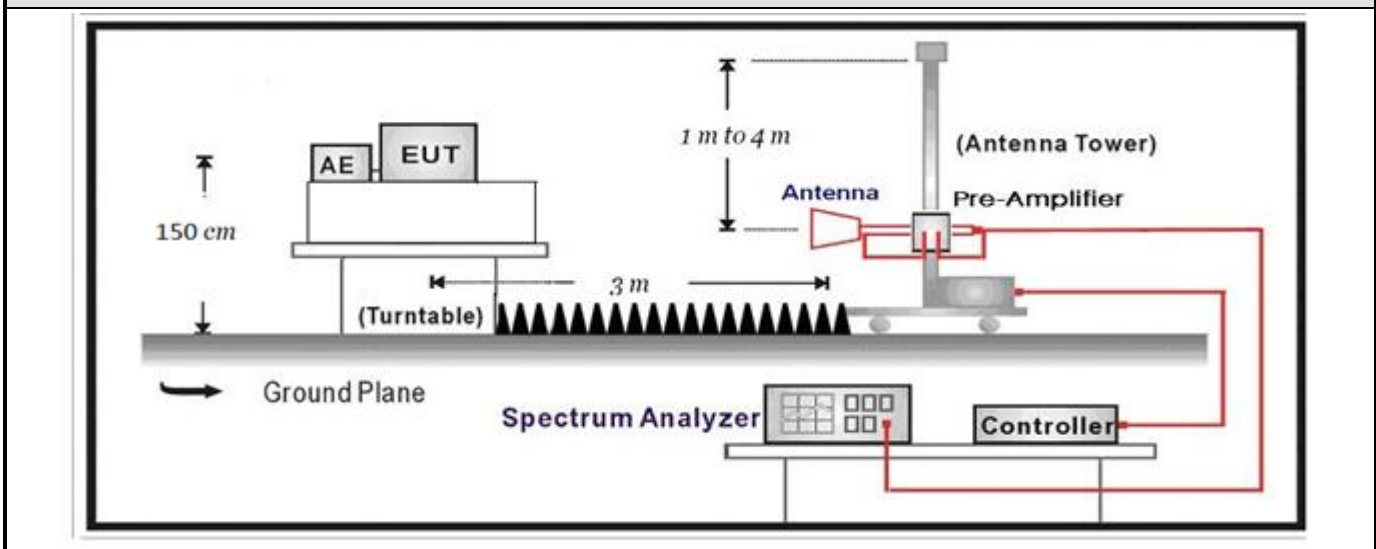 1 m to 4 m
(Antenna Tower)
AE
EUT
Antenna
Pre-Amplifier
150 cm
3 m
(Turntable)
Ground Plane
Spectrum Analyzer
Controller